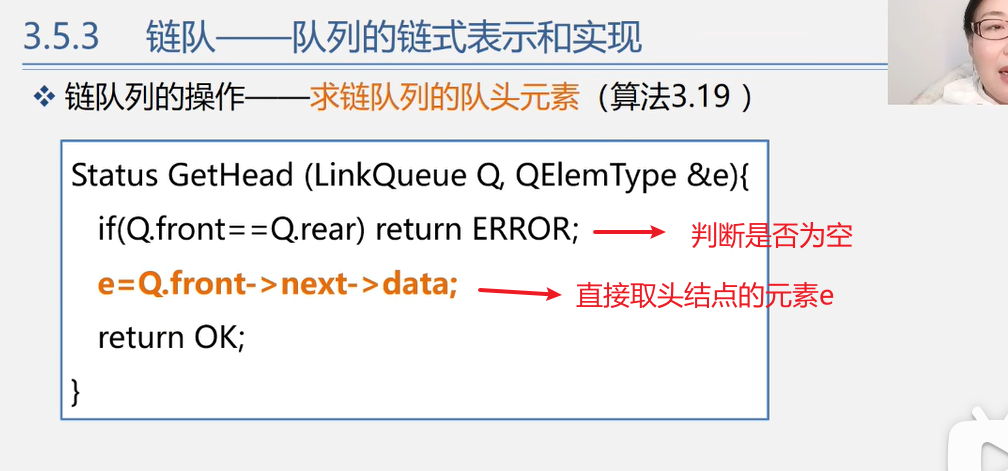 3.5.3 链队——队列的链式表示和实现
❖ 链队列的操作——求链队列的队头元素（算法3.19 ）
Status GetHead (LinkQueue Q, QElemType &e){
if(Q.front==Q.rear) return ERROR; 判断是否为空
e=Q.front->next->data; 直接取头结点的元素e
return OK;
}